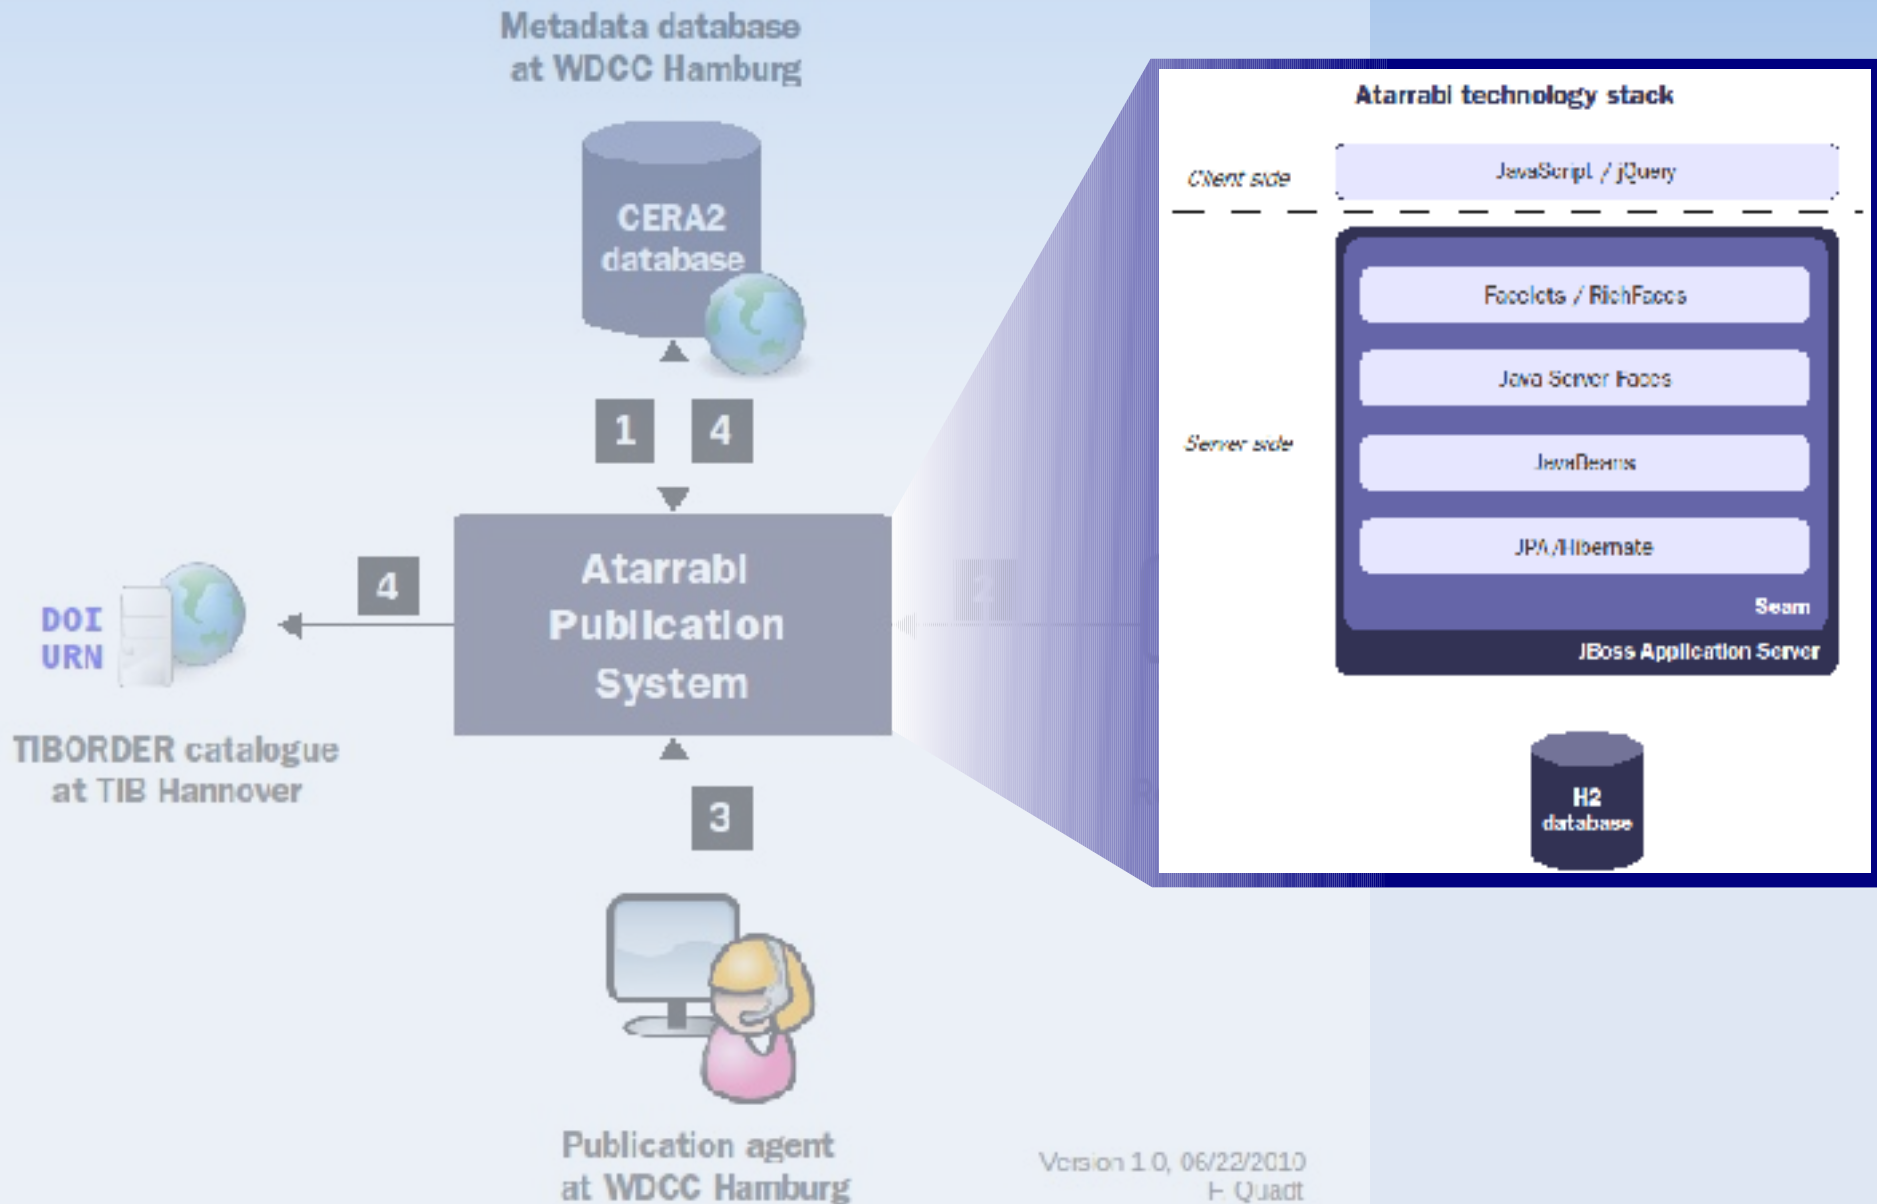 Metadata database
at WDCC Hamburg
CERA2
database
1
4
Atarrabi
Publication
System
4
DOI
URN
TIBORDER catalogue
at TIB Hannover
2
3
Publication agent
at WDCC Hamburg
Version 1.0, 06/22/2010
F. Quadt
Atarrabi technology stack
Client side
JavaScript / jQuery
Server side
Facelets / RichFaces
Java Server Faces
JavaBeans
JPA/Hibernate
Seam
JBoss Application Server
H2
database